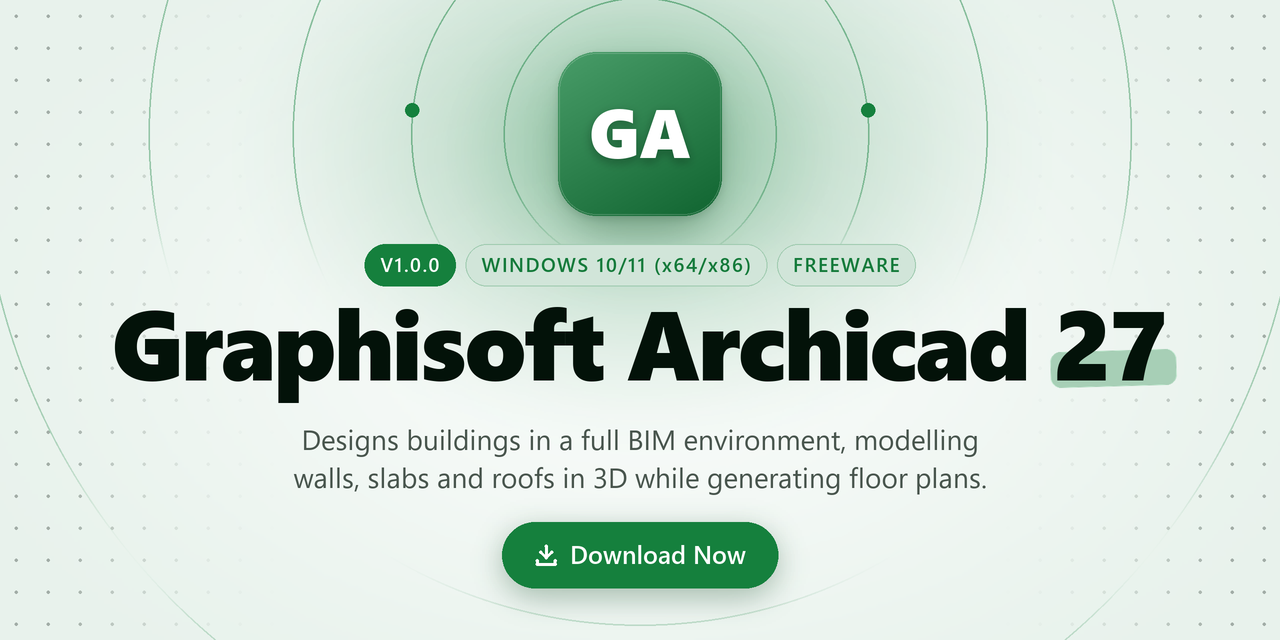 GA
V1.0.0 WINDOWS 10/11 (x64/x86) FREEWARE
Graphisoft Archicad 27
Designs buildings in a full BIM environment, modelling
walls, slabs and roofs in 3D while generating floor plans.
Download Now